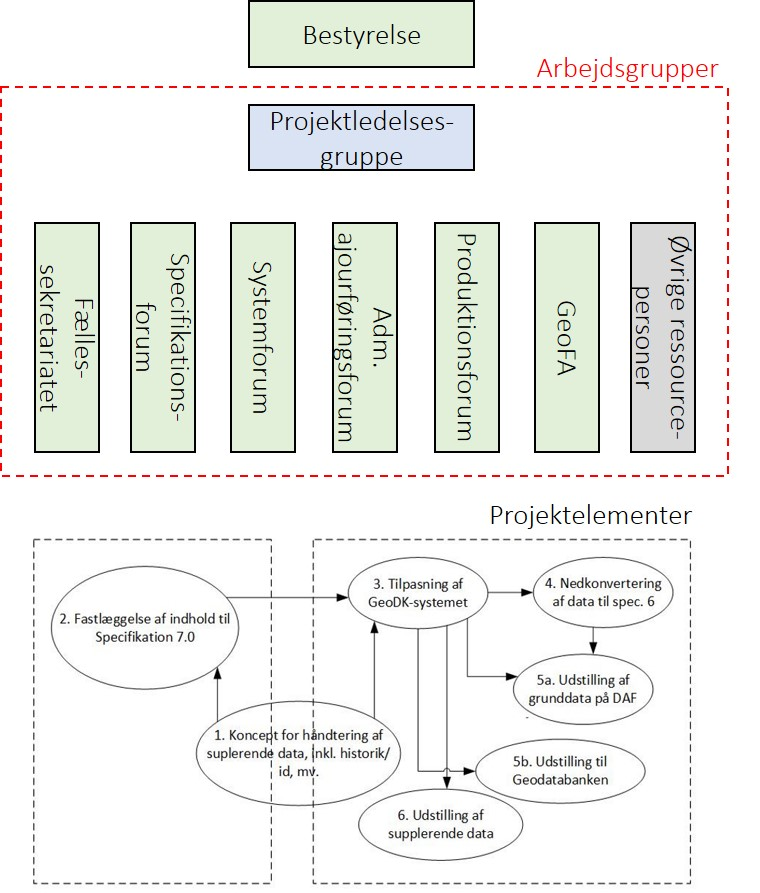 Bestyrelse
Arbejdsgrupper
Projektledelses-
gruppe
Fælles-
sekretariatet
Specifikations-
forum
Systemforum
Adm.
ajourføringsforum
Produktionsforum
GeoFA
Øvrige ressource-
personer
Projektelementer
2. Fastlæggelse af indhold til
Specifikation 7.0
3. Tilpasning af
GeoDK-systemet
4. Nedkonvertering
af data til spec. 6
5a. Udstilling af
grunddata på DAF
1. Koncept for håndtering af
suplerende data, inkl. historik/
id, mv.
5b. Udstilling til
Geodatabanken
6. Udstilling af
supplerende data